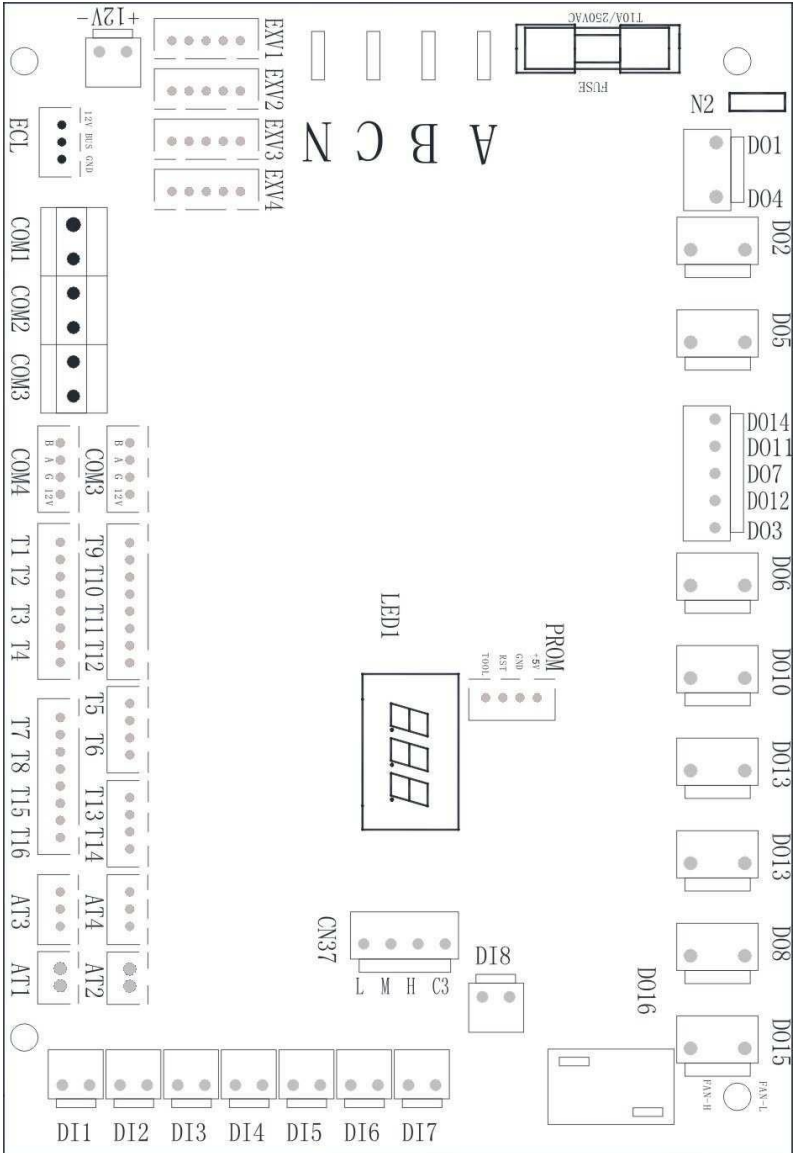 -+12V
EXV1
T10A/250VAC
FUSE
N2
ECL
12V
BUS
GND
EXV2
EXV3
EXV4
N C B A
DO1
DO4
DO2
COM1
COM2
COM3
DO5
DO14
DO11
DO7
DO12
DO3
COM4
B
A
G
12V
COM3
B
A
G
12V
T1
T2
T3
T4
T9
T10
T11
T12
DO6
LED1
PROM
TOOL
RST
GND
+5V
DO10
T7
T8
T15
T16
T5
T6
T13
T14
DO13
DO13
AT3
AT4
AT1
AT2
CN37
L M H C3
DI8
DO8
DO16
DO15
FAN-H
FAN-L
DI1 DI2 DI3 DI4 DI5 DI6 DI7